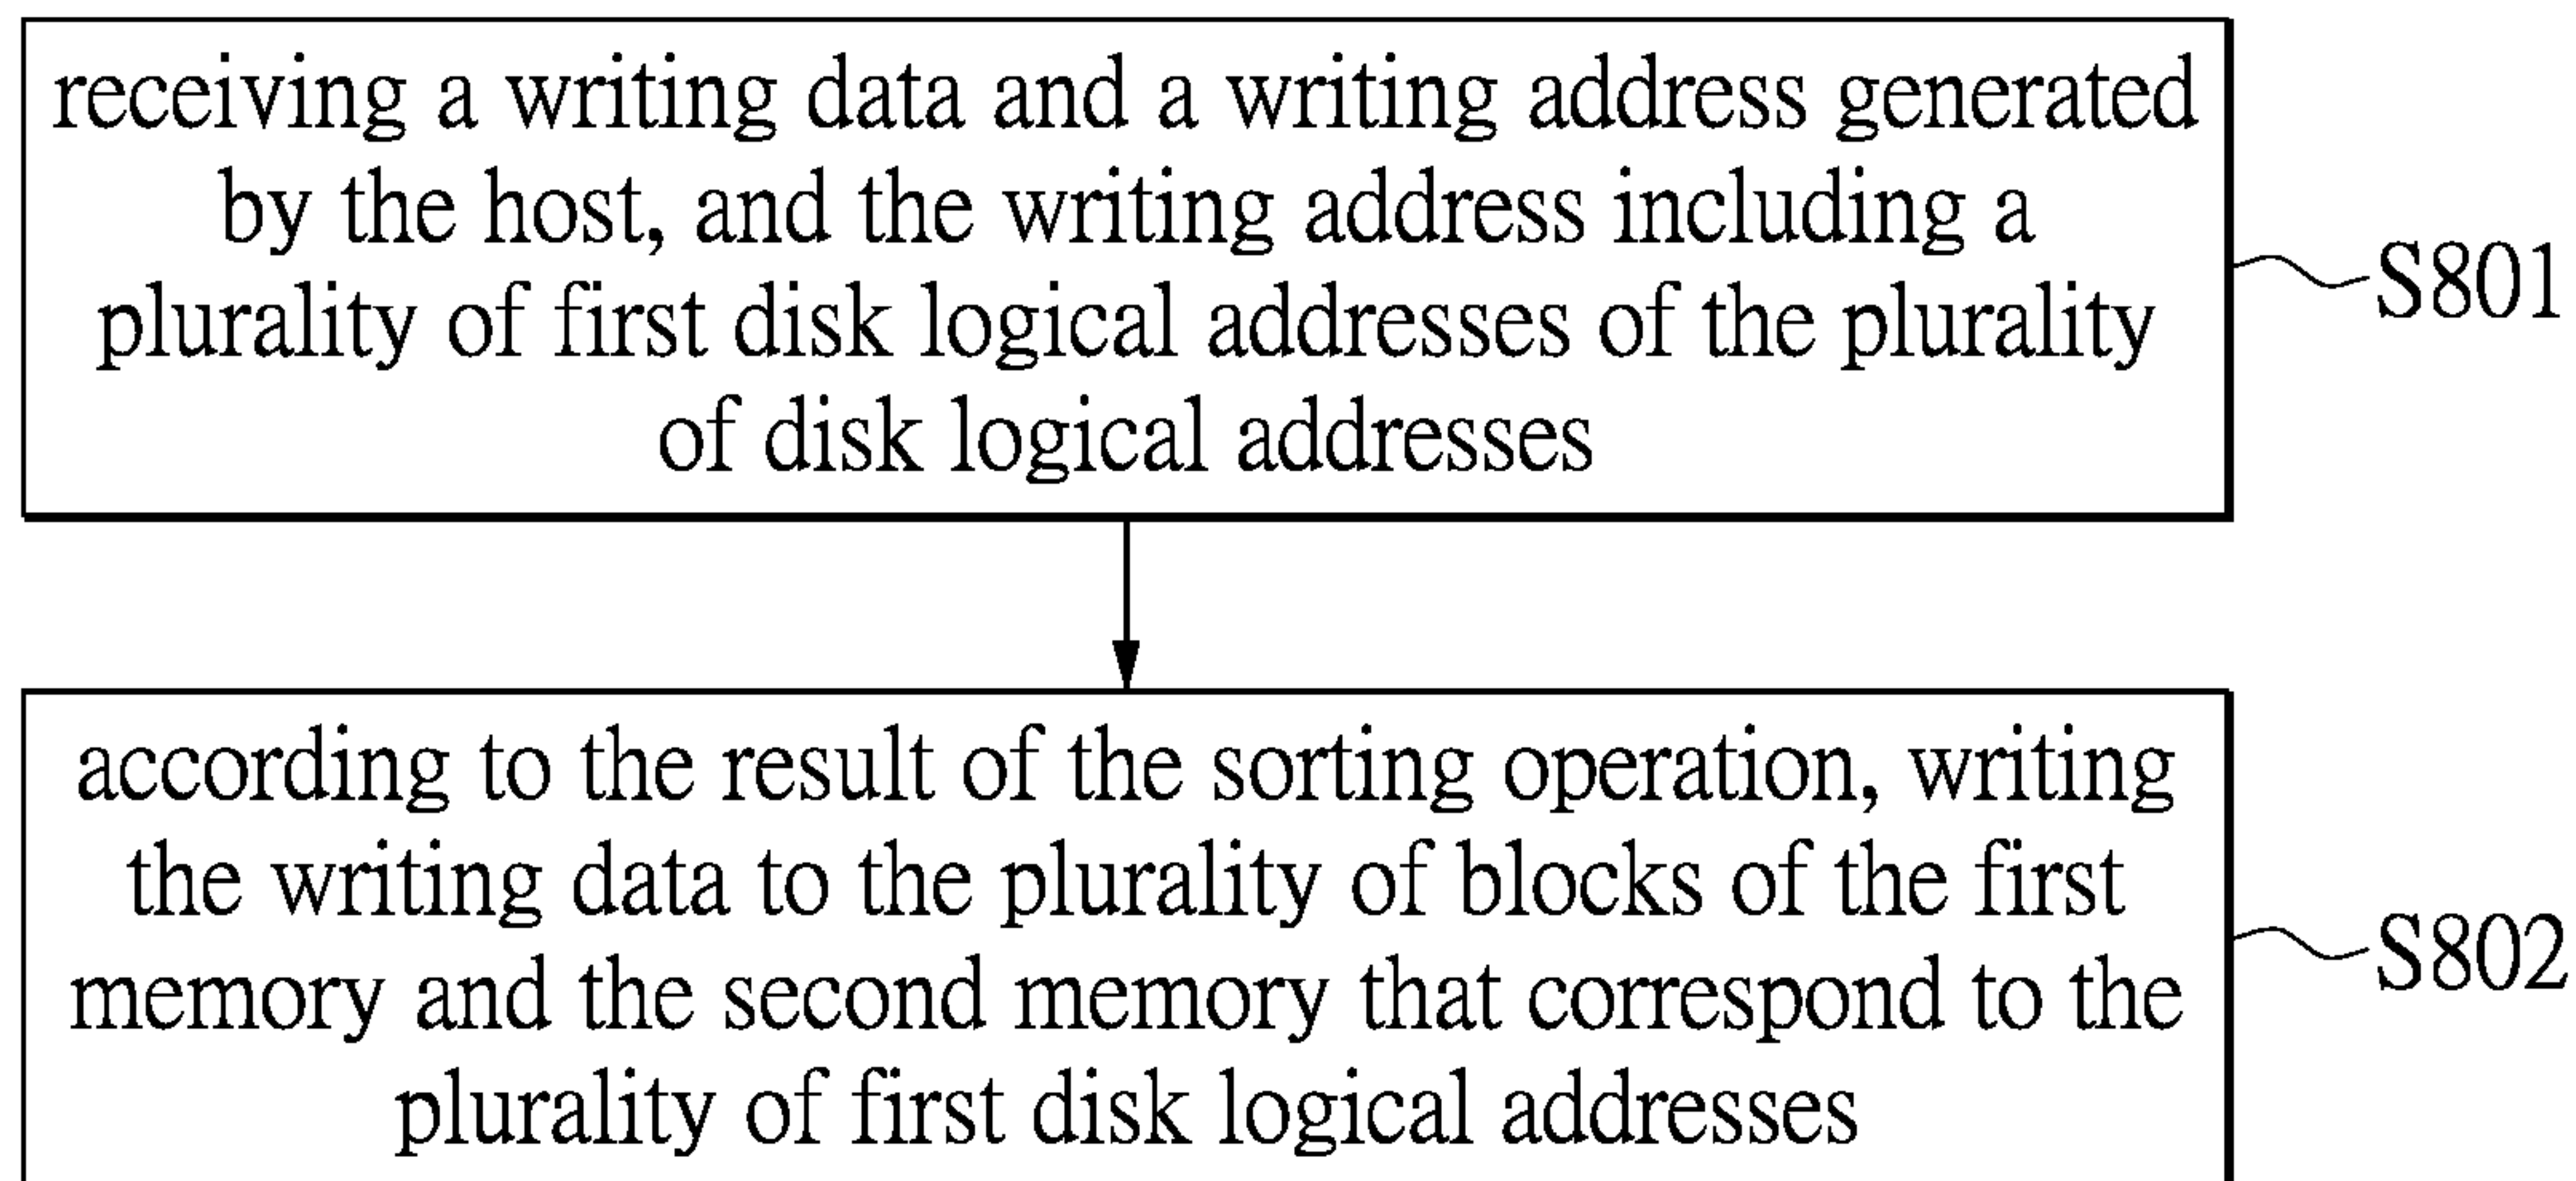 receiving a writing data and a writing address generated
by the host, and the writing address including a
plurality of first disk logical addresses of the plurality
of disk logical addresses
S801
according to the result of the sorting operation, writing
the writing data to the plurality of blocks of the first
memory and the second memory that correspond to the
plurality of first disk logical addresses
S802